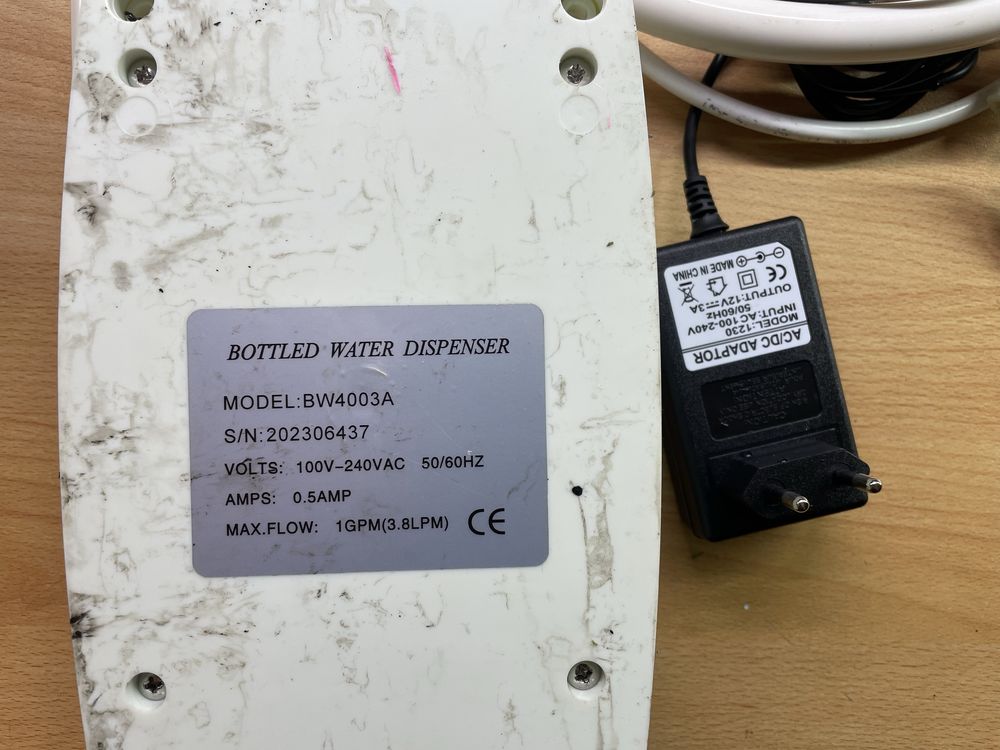 BOTTLED WATER DISPENSER
MODEL:BW4003A
S/N:202306437
VOLTS: 100V-240VAC 50/60HZ
AMPS: 0.5AMP
MAX.FLOW: 1GPM(3.8LPM) CE
AC/DC ADAPTOR
MODEL:1230
INPUT:AC100-240V
50/60Hz
OUTPUT:12V⎓3A
CE
MADE IN CHINA